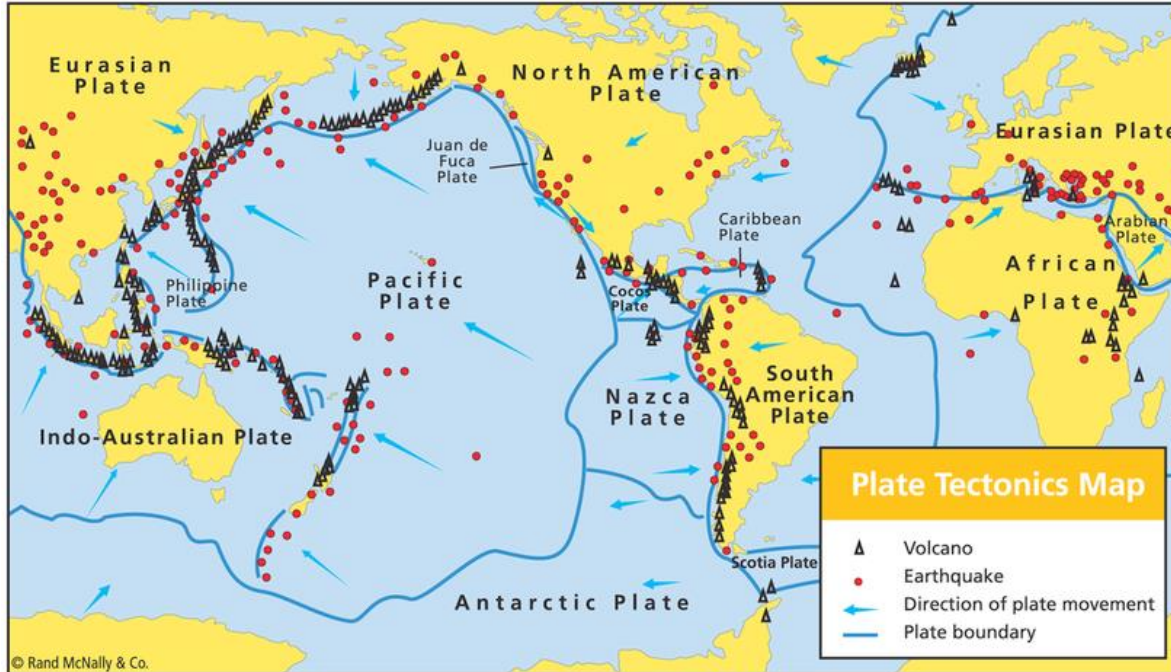 Eurasian
Plate
North American
Plate
Juan de
Fuca
Plate
Eurasian Plate
Caribbean
Plate
Arabian
Plate
African
Plate
Philippine
Plate
Pacific
Plate
Cocos
Plate
Nazca
Plate
South
American
Plate
Indo-Australian Plate
Scotia Plate
Antarctic Plate
Plate Tectonics Map
Volcano
Earthquake
Direction of plate movement
Plate boundary
© Rand McNally & Co.